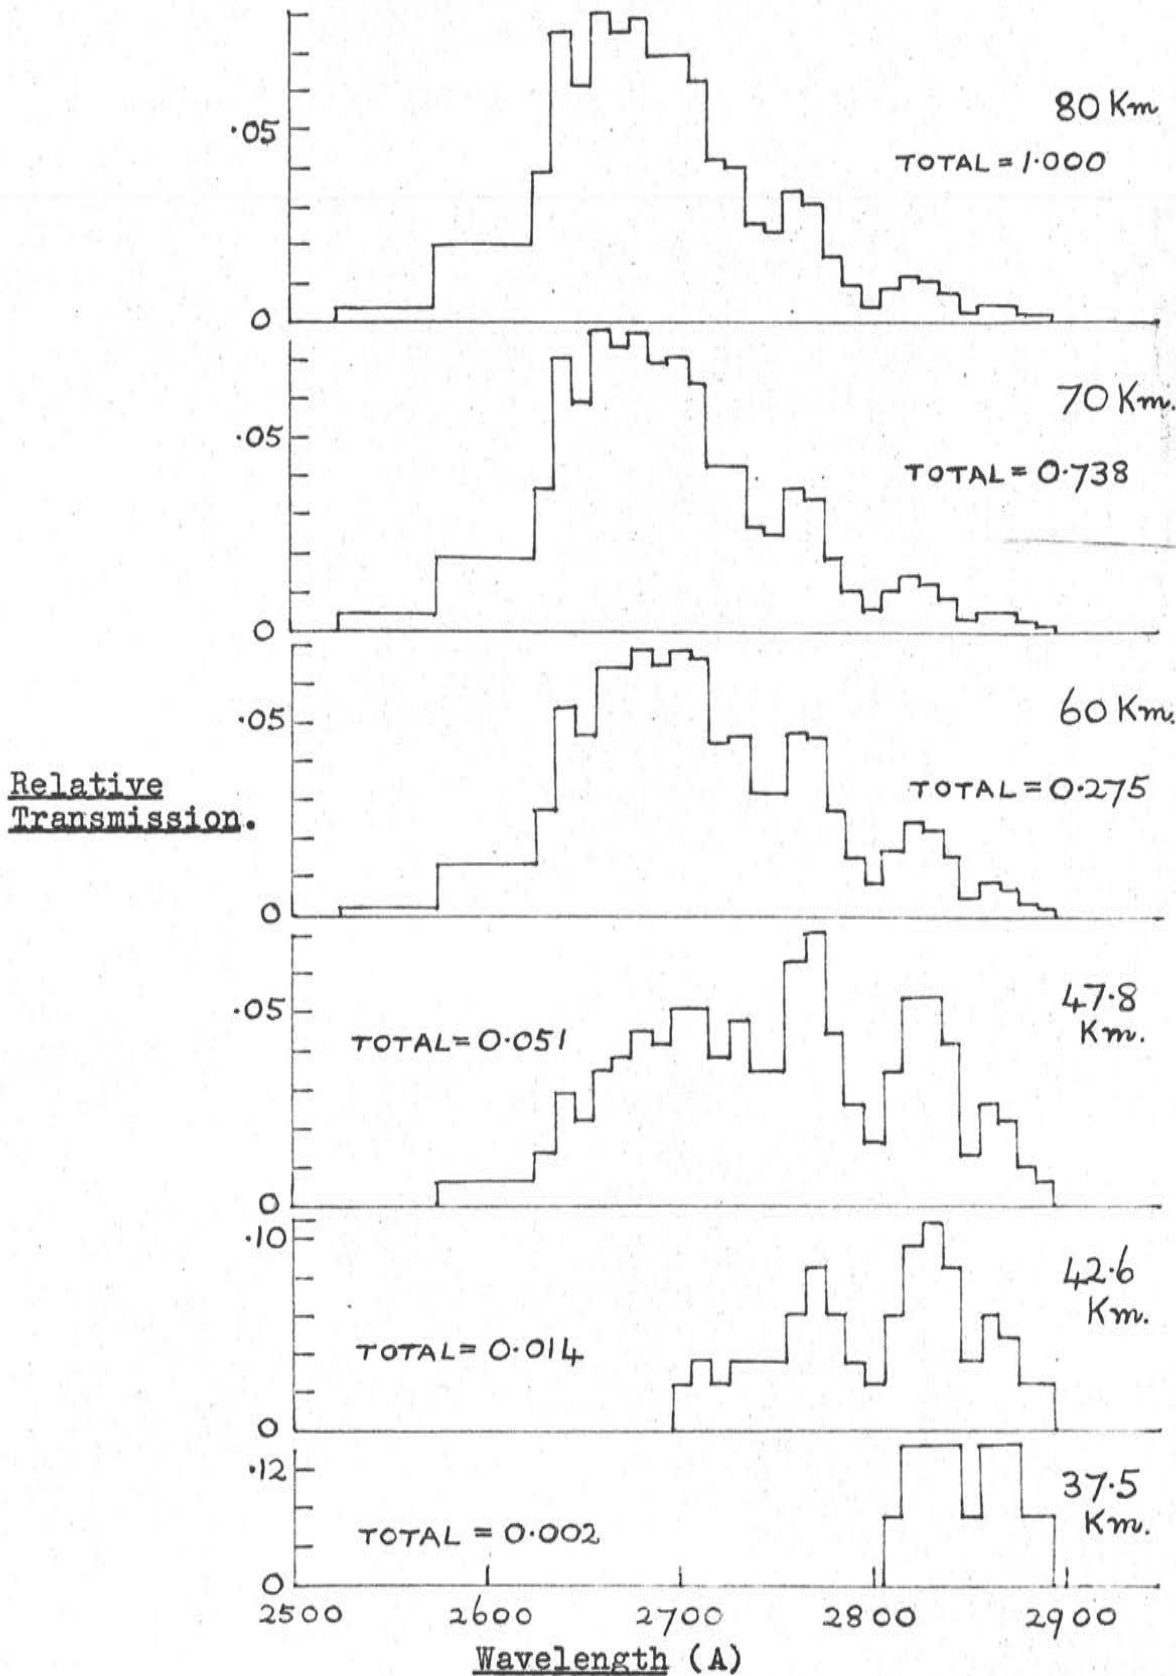 80 Km
·05
TOTAL = 1·000
0
70 Km.
·05
TOTAL = 0·738
0
60 Km.
·05
TOTAL = 0·275
Relative
Transmission.
0
47·8
Km.
·05
TOTAL = 0·051
0
·10
42·6
Km.
TOTAL = 0·014
0
·12
37·5
Km.
TOTAL = 0·002
0
2500 2600 2700 2800 2900
Wavelength (A)